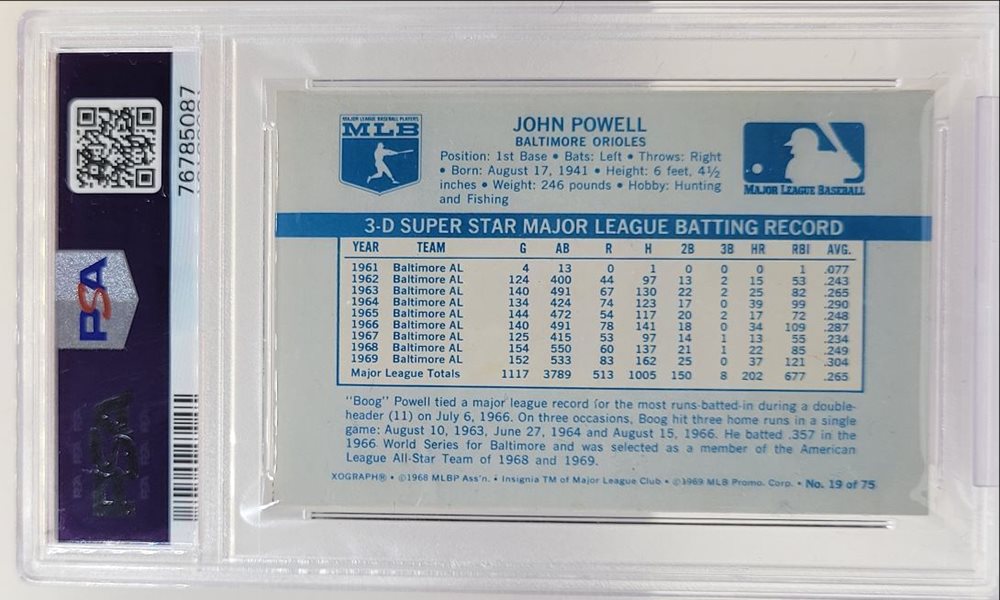 76785087
PSA
PSA
MAJOR LEAGUE BASEBALL PLAYERS
MLB
JOHN POWELL
BALTIMORE ORIOLES
Position: 1st Base • Bats: Left • Throws: Right
• Born: August 17, 1941 • Height: 6 feet, 4½
inches • Weight: 246 pounds • Hobby: Hunting
and Fishing
MAJOR LEAGUE BASEBALL
3-D SUPER STAR MAJOR LEAGUE BATTING RECORD
YEAR TEAM G AB R H 2B 3B HR RBI AVG.
1961 Baltimore AL 4 13 0 1 0 0 0 1 .077
1962 Baltimore AL 124 400 44 97 13 2 15 53 .243
1963 Baltimore AL 140 491 67 130 22 2 25 82 .265
1964 Baltimore AL 134 424 74 123 17 0 39 99 .290
1965 Baltimore AL 144 472 54 117 20 2 17 72 .248
1966 Baltimore AL 140 491 78 141 18 0 34 109 .287
1967 Baltimore AL 125 415 53 97 14 1 13 55 .234
1968 Baltimore AL 154 550 60 137 21 1 22 85 .249
1969 Baltimore AL 152 533 83 162 25 0 37 121 .304
Major League Totals 1117 3789 513 1005 150 8 202 677 .265
"Boog" Powell tied a major league record for the most runs-batted-in during a double-
header (11) on July 6, 1966. On three occasions, Boog hit three home runs in a single
game: August 10, 1963, June 27, 1964 and August 15, 1966. He batted .357 in the
1966 World Series for Baltimore and was selected as a member of the American
League All-Star Team of 1968 and 1969.
XOGRAPH® • ©1968 MLBP Ass'n. • Insignia TM of Major League Club • ©1969 MLB Promo. Corp. • No. 19 of 75